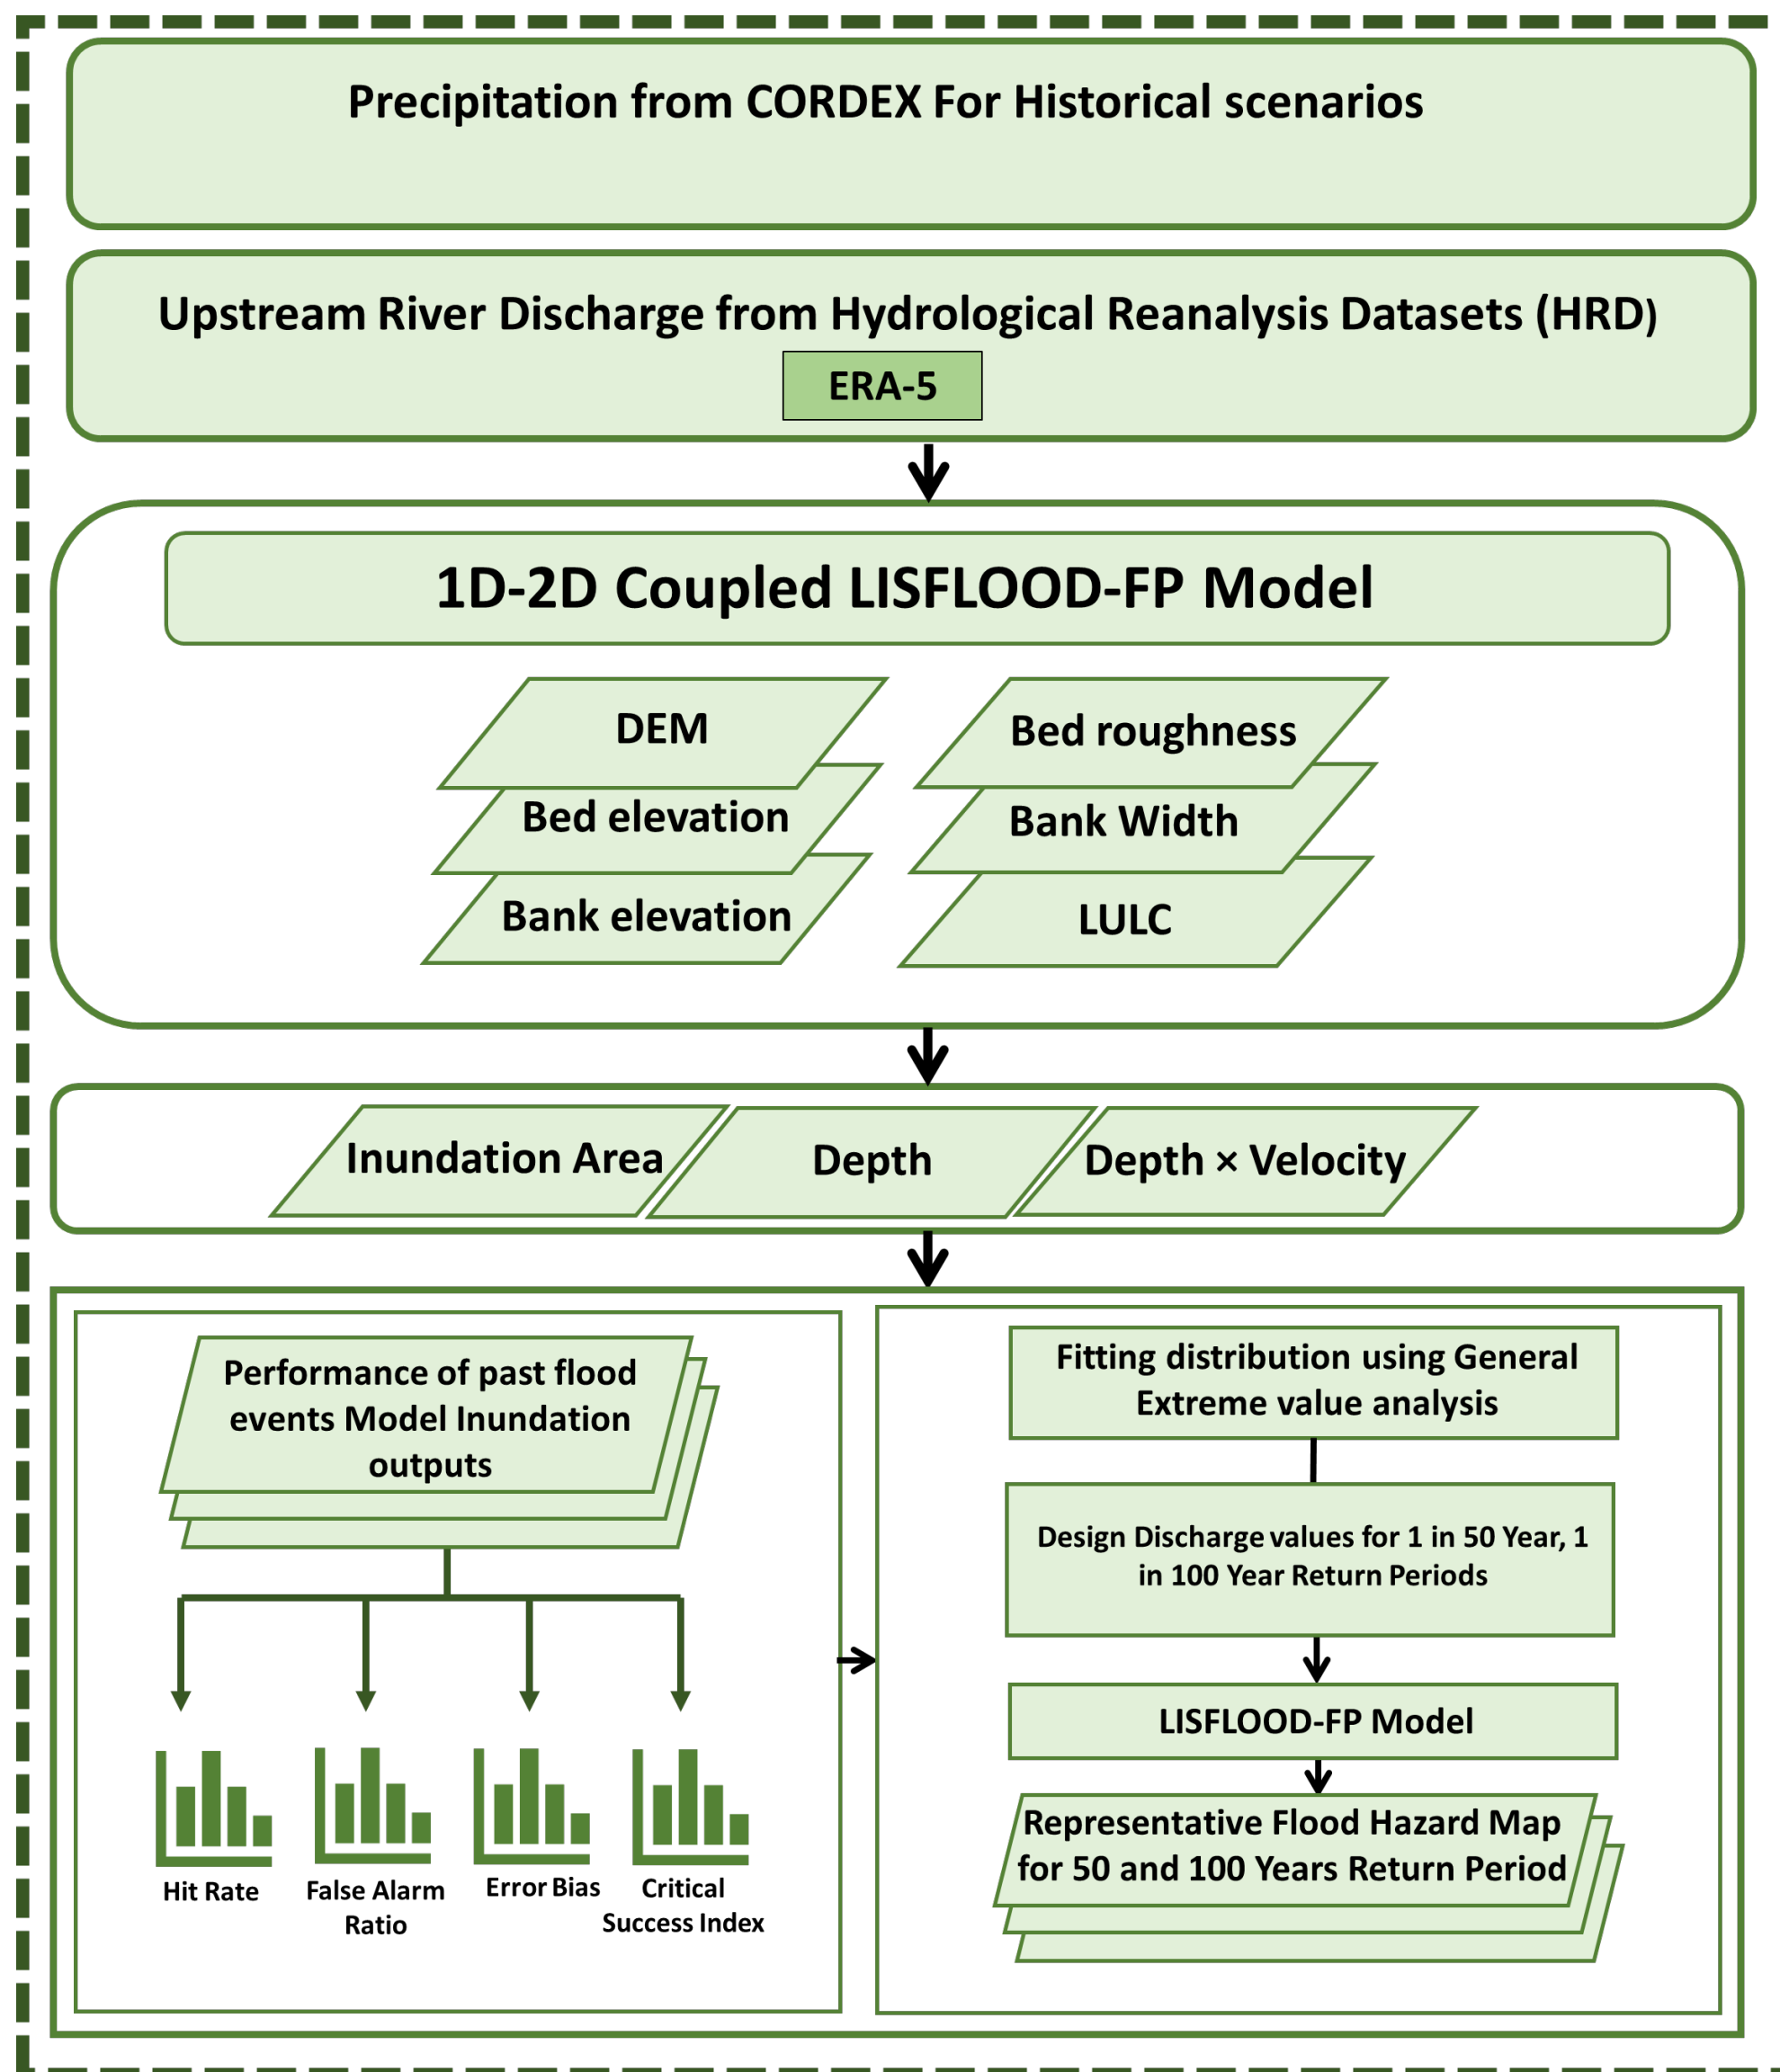 Precipitation from CORDEX For Historical scenarios
Upstream River Discharge from Hydrological Reanalysis Datasets (HRD)
ERA-5
1D-2D Coupled LISFLOOD-FP Model
DEM
Bed elevation
Bank elevation
Bed roughness
Bank Width
LULC
Inundation Area
Depth
Depth × Velocity
Performance of past flood
events Model Inundation
outputs
Hit Rate
False Alarm
Ratio
Error Bias
Critical
Success Index
Fitting distribution using General
Extreme value analysis
Design Discharge values for 1 in 50 Year, 1
in 100 Year Return Periods
LISFLOOD-FP Model
Representative Flood Hazard Map
for 50 and 100 Years Return Period